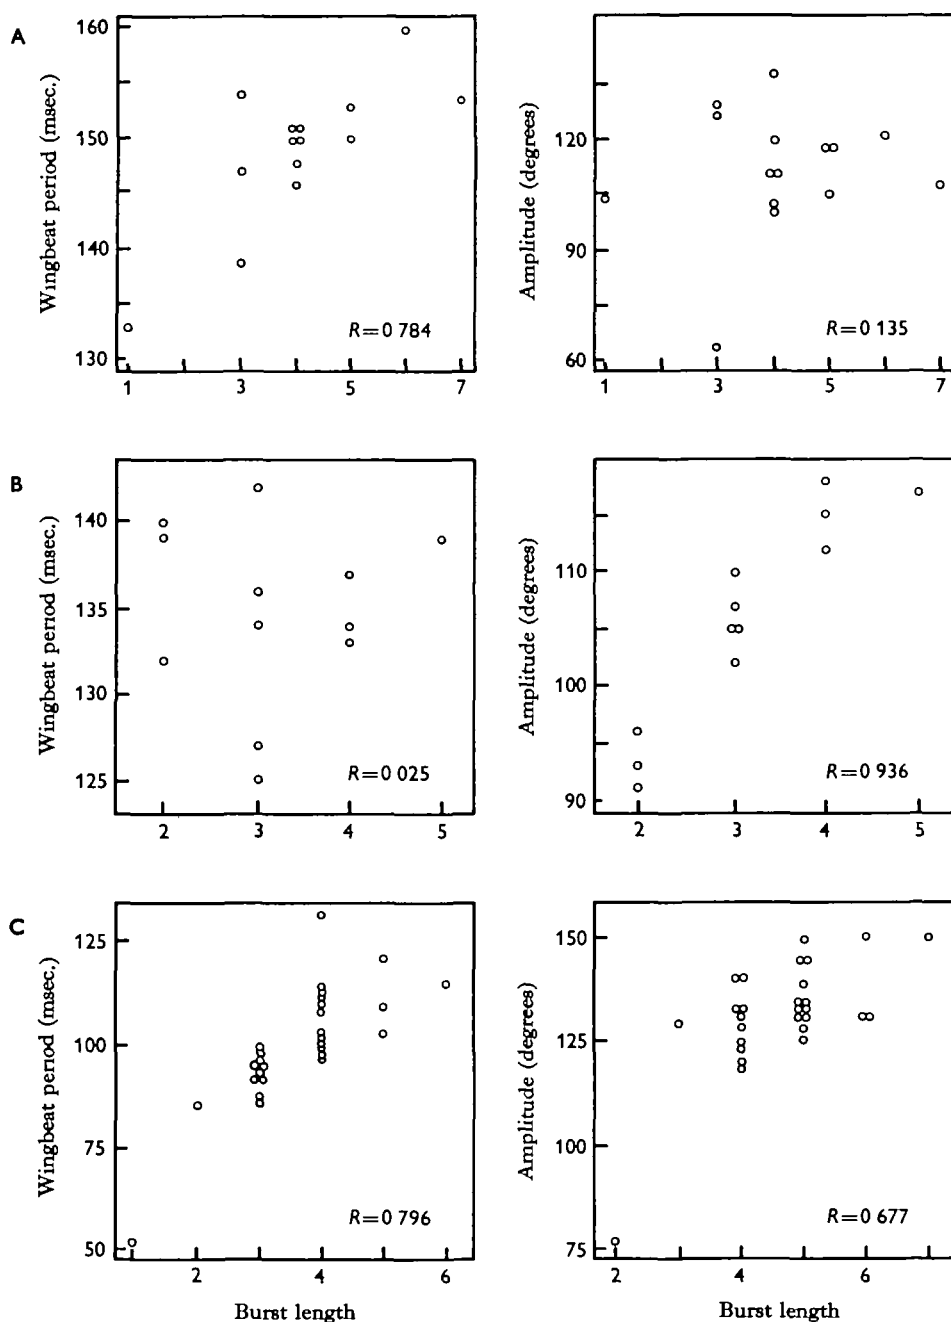 A
Wingbeat period (msec.)
160
150
140
130
1 3 5 7
R=0 784
Amplitude (degrees)
120
90
60
1 3 5 7
R=0 135
B
Wingbeat period (msec.)
140
135
130
125
2 3 4 5
R=0 025
Amplitude (degrees)
110
100
90
2 3 4 5
R=0 936
C
Wingbeat period (msec.)
125
100
75
50
2 4 6
R=0 796
Burst length
Amplitude (degrees)
150
125
100
75
2 4 6
R=0 677
Burst length